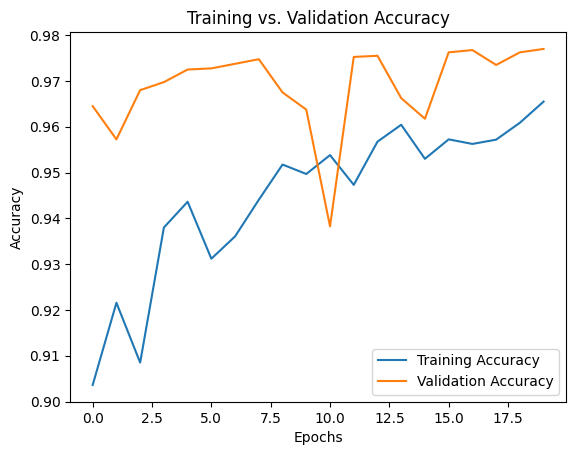 Training vs. Validation Accuracy
0.98
0.97
0.96
0.95
0.94
0.93
0.92
0.91
0.90
Accuracy
Training Accuracy
Validation Accuracy
0.0 2.5 5.0 7.5 10.0 12.5 15.0 17.5
Epochs